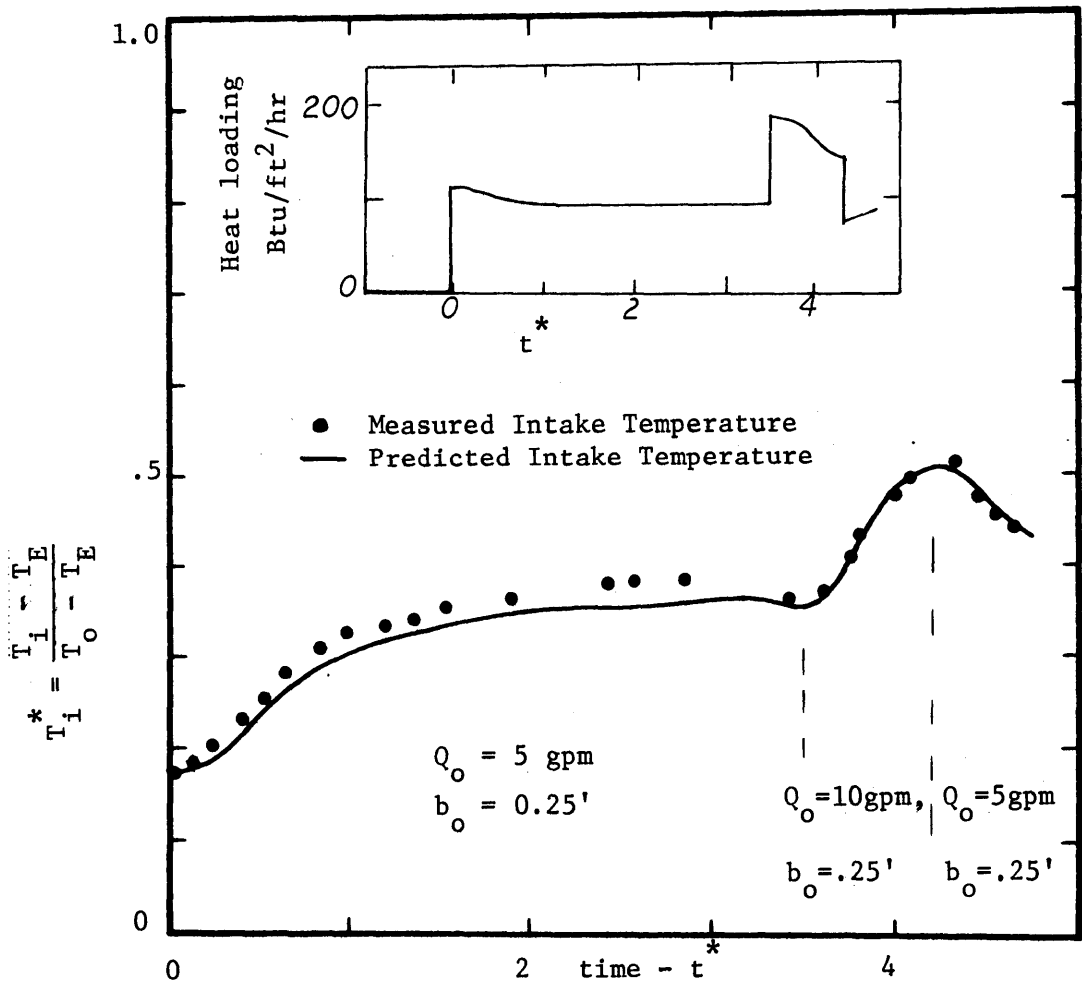 1.0
Heat loading
Btu/ft²/hr
200
0
0
2
4
t*
Measured Intake Temperature
Predicted Intake Temperature
.5
T*i = Ti - TE / To - TE
Qo = 5 gpm
bo = 0.25'
Qo=10gpm, Qo=5gpm
bo=.25' bo=.25'
0
0
2
time - t*
4